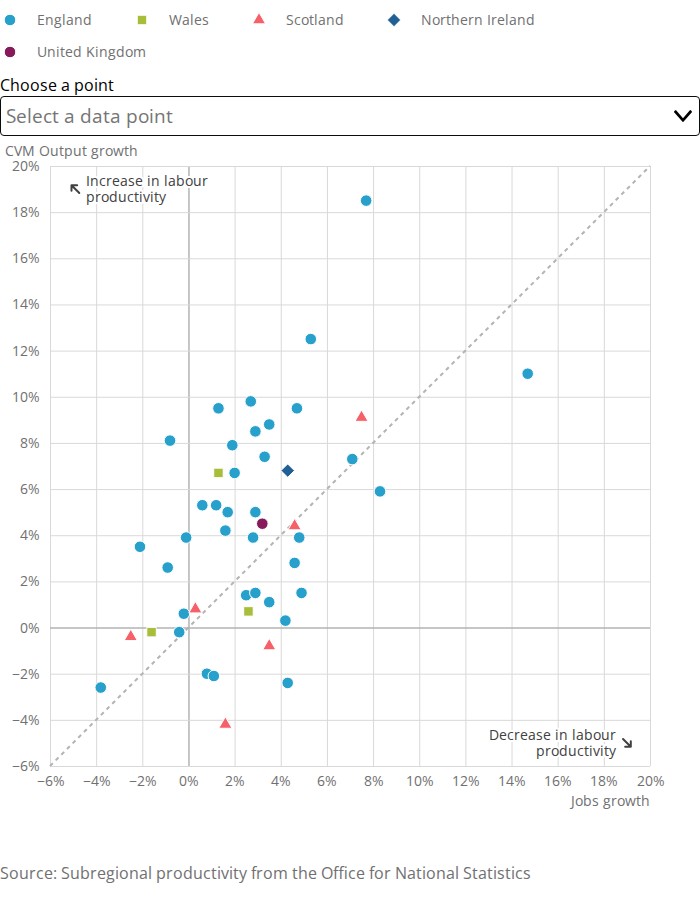 England Wales Scotland Northern Ireland
United Kingdom
Choose a point
Select a data point
CVM Output growth
20%
Increase in labour
productivity
18%
16%
14%
12%
10%
8%
6%
4%
2%
0%
−2%
−4%
Decrease in labour
productivity
−6%
−6% −4% −2% 0% 2% 4% 6% 8% 10% 12% 14% 16% 18% 20%
Jobs growth
Source: Subregional productivity from the Office for National Statistics